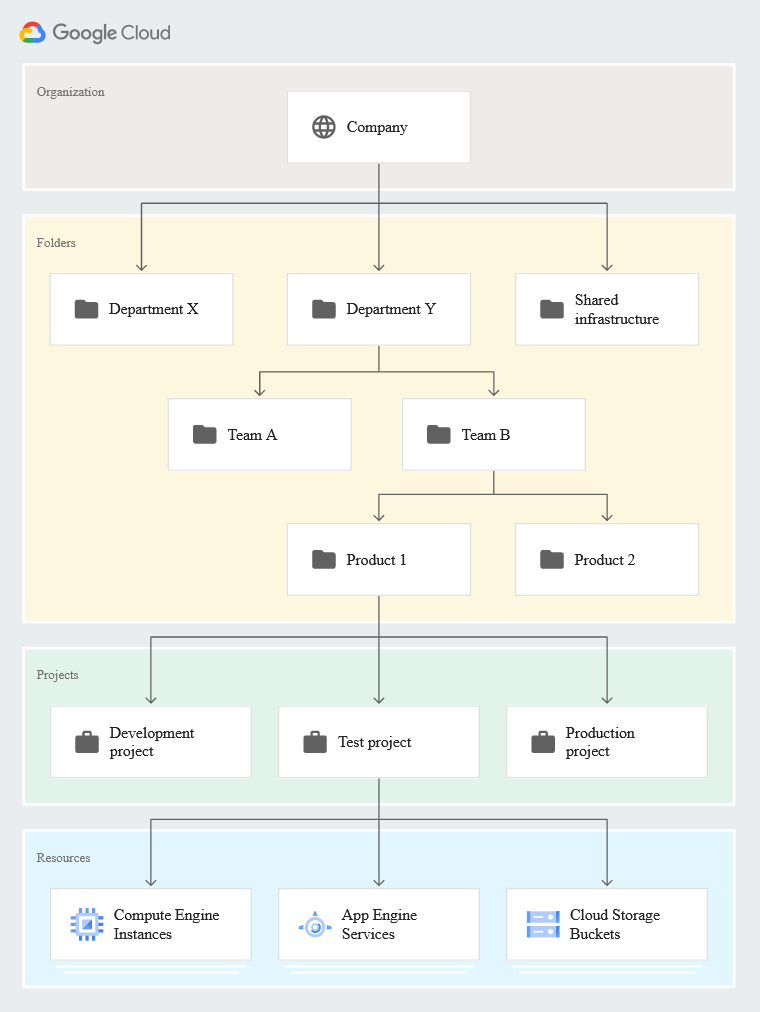 Google Cloud
Organization
Company
Folders
Department X
Department Y
Shared
infrastructure
Team A
Team B
Product 1
Product 2
Projects
Development
project
Test project
Production
project
Resources
Compute Engine
Instances
App Engine
Services
Cloud Storage
Buckets